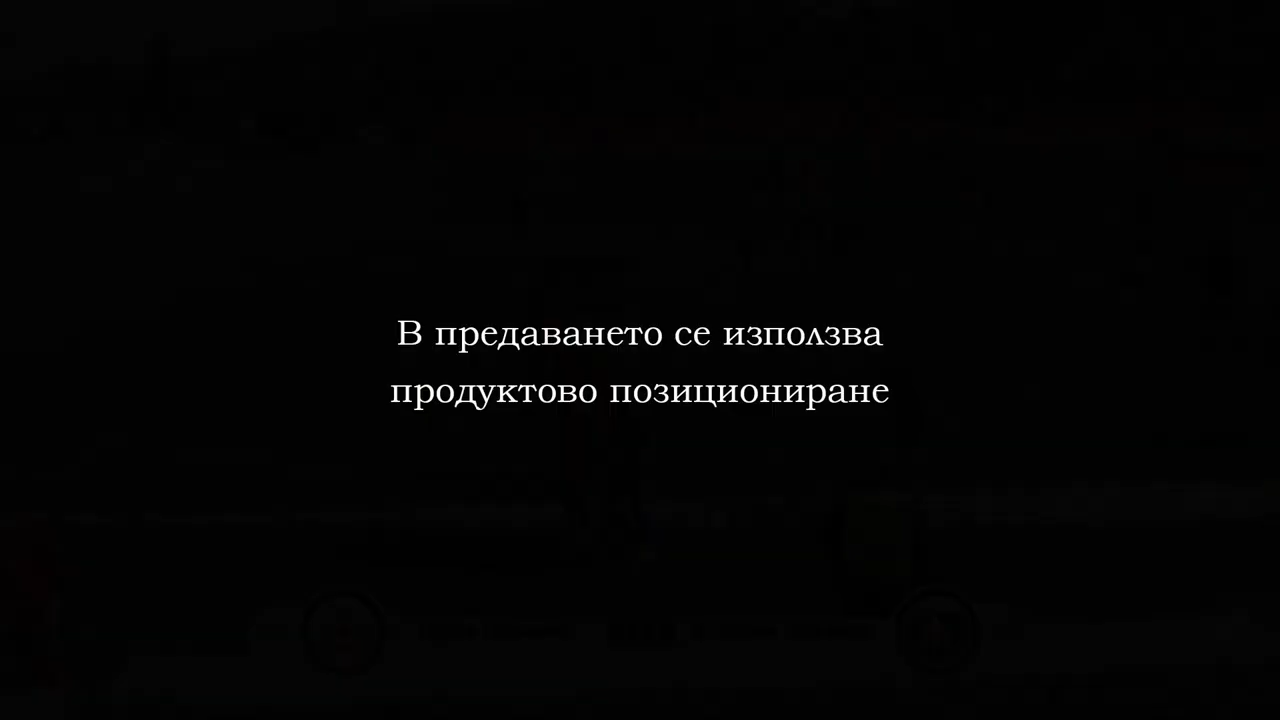 В предаването се използва
продуктово позициониране